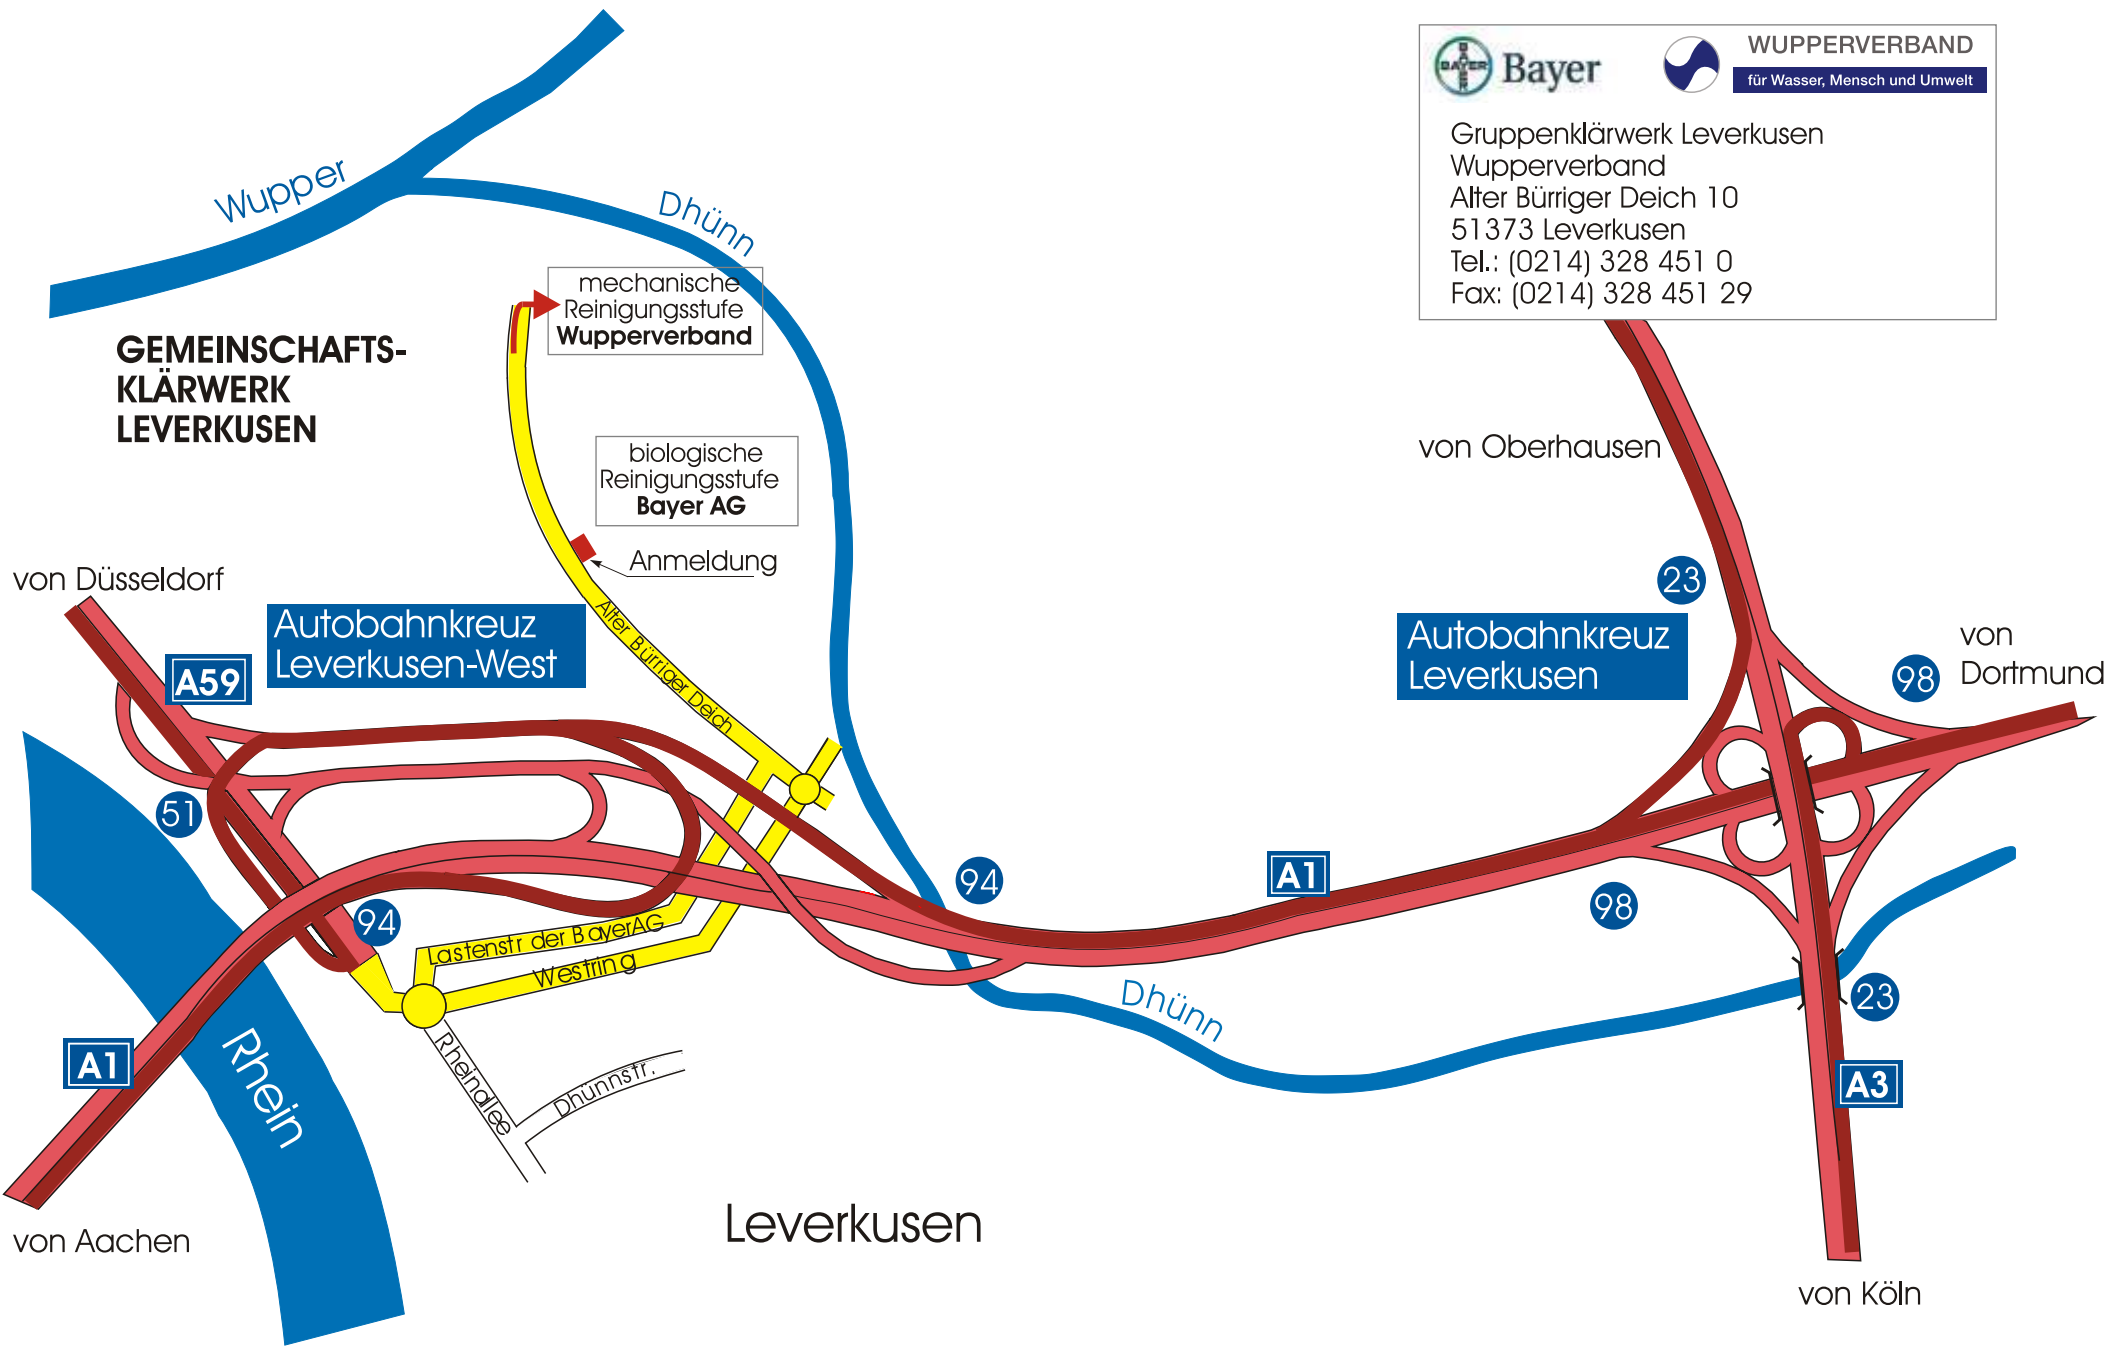 BAYER
BAYER
Bayer
WUPPERVERBAND
für Wasser, Mensch und Umwelt
Gruppenklärwerk Leverkusen
Wupperverband
Alter Bürriger Deich 10
51373 Leverkusen
Tel.: (0214) 328 451 0
Fax: (0214) 328 451 29
Wupper
Dhünn
mechanische
Reinigungsstufe
Wupperverband
GEMEINSCHAFTS-
KLÄRWERK
LEVERKUSEN
biologische
Reinigungsstufe
Bayer AG
Anmeldung
von Oberhausen
von Düsseldorf
Autobahnkreuz
Leverkusen-West
A59
Alter Bürriger Deich
23
Autobahnkreuz
Leverkusen
98
von
Dortmund
51
94
94
A1
98
Lastenstr der BayerAG
Westring
Dhünn
23
Rhein
A1
Rheinallee
Dhünnstr.
A3
Leverkusen
von Aachen
von Köln